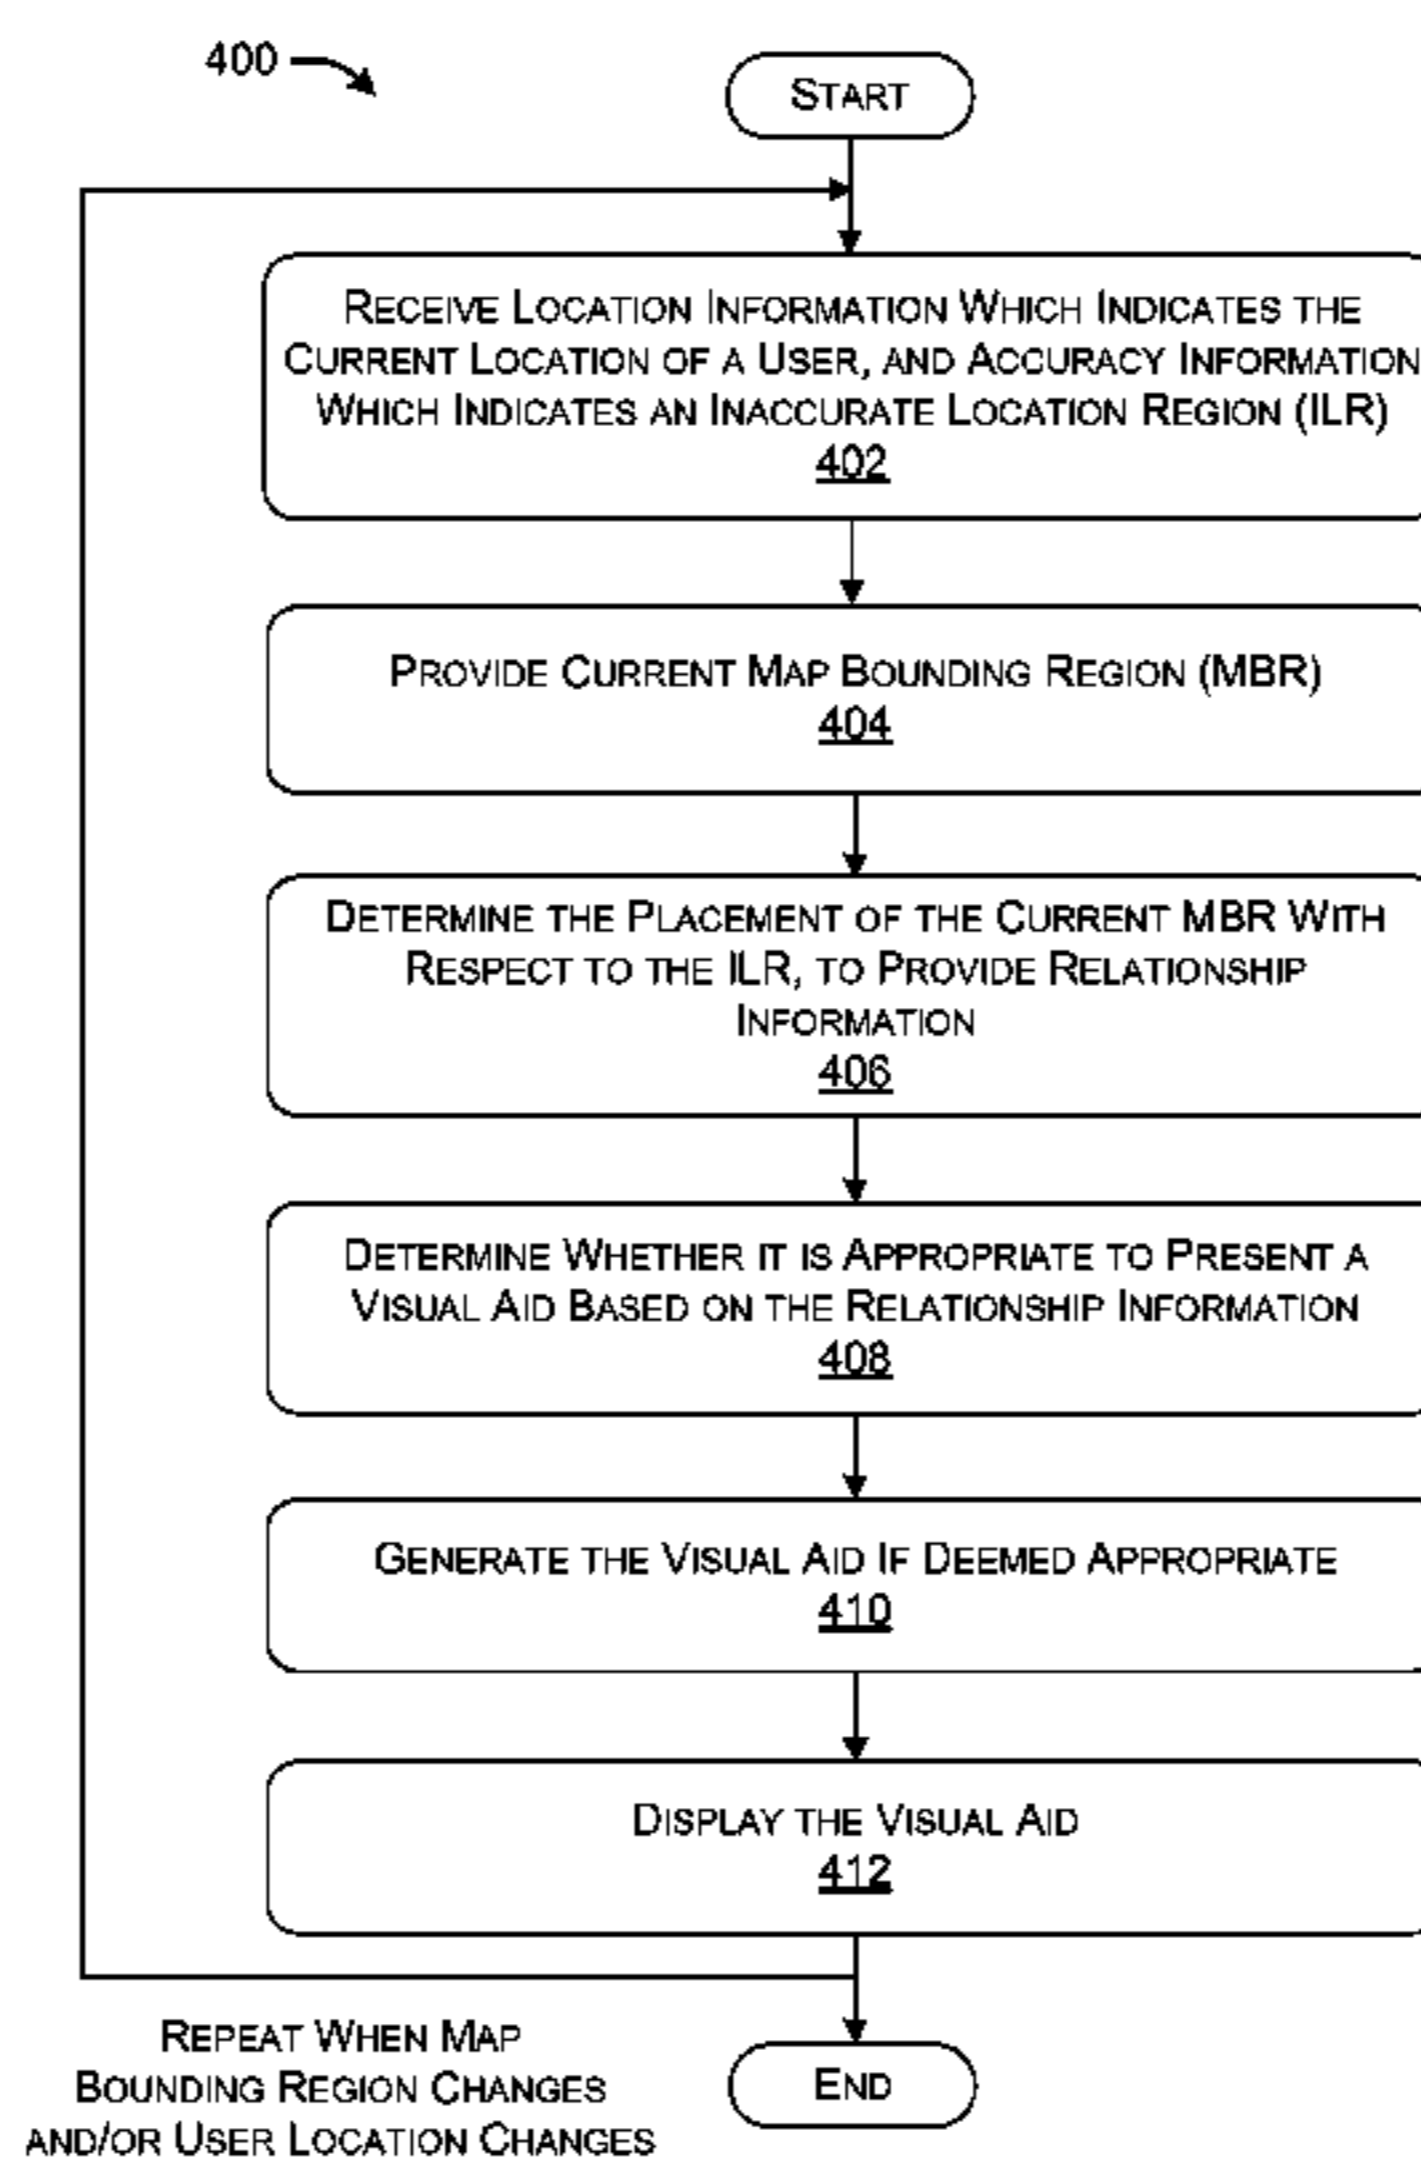 400
START
RECEIVE LOCATION INFORMATION WHICH INDICATES THE
CURRENT LOCATION OF A USER, AND ACCURACY INFORMATION
WHICH INDICATES AN INACCURATE LOCATION REGION (ILR)
402
PROVIDE CURRENT MAP BOUNDING REGION (MBR)
404
DETERMINE THE PLACEMENT OF THE CURRENT MBR WITH
RESPECT TO THE ILR, TO PROVIDE RELATIONSHIP
INFORMATION
406
DETERMINE WHETHER IT IS APPROPRIATE TO PRESENT A
VISUAL AID BASED ON THE RELATIONSHIP INFORMATION
408
GENERATE THE VISUAL AID IF DEEMED APPROPRIATE
410
DISPLAY THE VISUAL AID
412
REPEAT WHEN MAP
BOUNDING REGION CHANGES
AND/OR USER LOCATION CHANGES
END